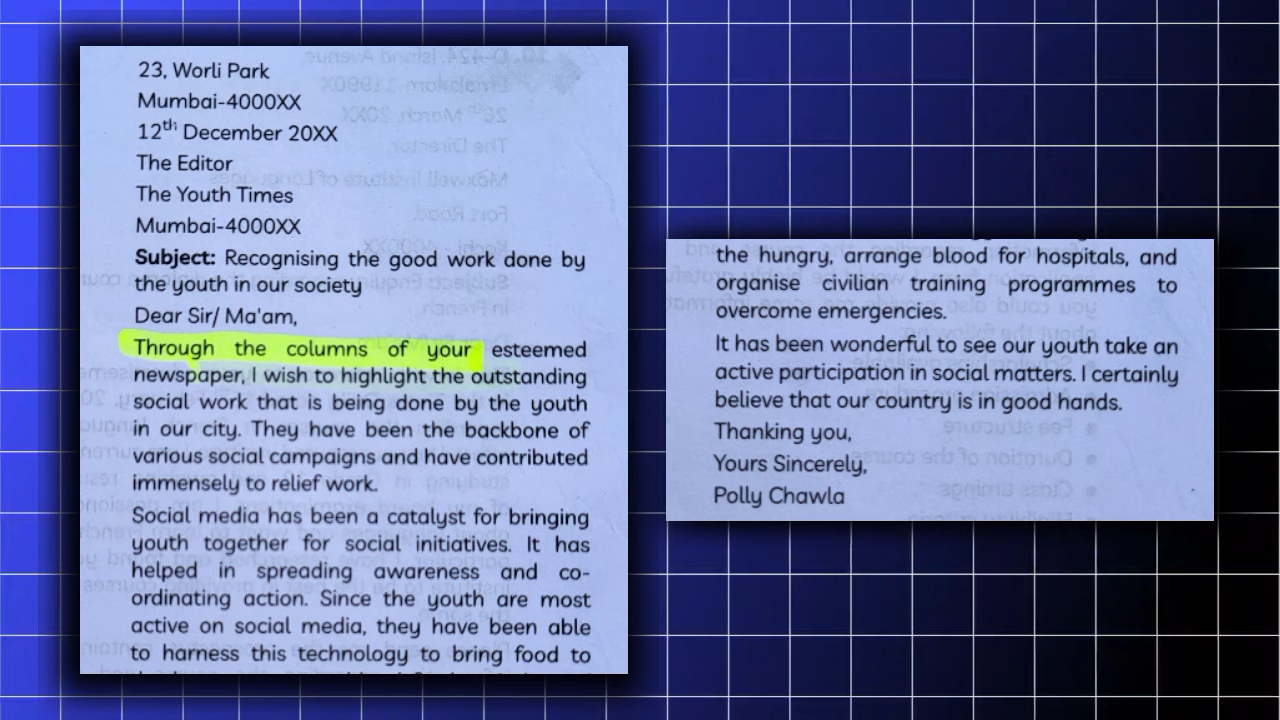 23, Worli Park
Mumbai-4000XX
12th December 20XX
The Editor
The Youth Times
Mumbai-4000XX
Subject: Recognising the good work done by
the youth in our society
Dear Sir/ Ma'am,
Through the columns of your esteemed
newspaper, I wish to highlight the outstanding
social work that is being done by the youth
in our city. They have been the backbone of
various social campaigns and have contributed
immensely to relief work.
Social media has been a catalyst for bringing
youth together for social initiatives. It has
helped in spreading awareness and co-
ordinating action. Since the youth are most
active on social media, they have been able
to harness this technology to bring food to
the hungry, arrange blood for hospitals, and
organise civilian training programmes to
overcome emergencies.
It has been wonderful to see our youth take an
active participation in social matters. I certainly
believe that our country is in good hands.
Thanking you,
Yours Sincerely,
Polly Chawla